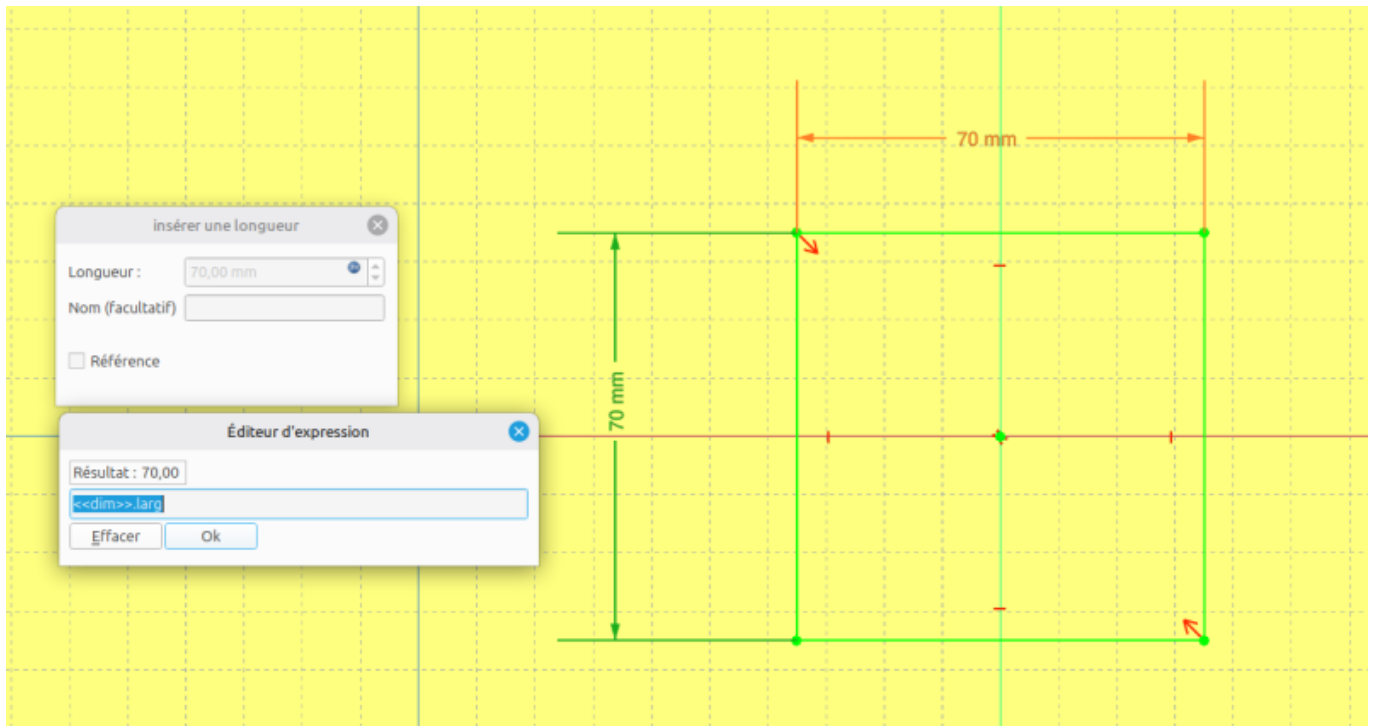 70 mm
insérer une longueur
Longueur : 70,00 mm
Nom (facultatif)
Référence
70 mm
Éditeur d'expression
Résultat : 70,00
<<dim>>.larg
Effacer Ok